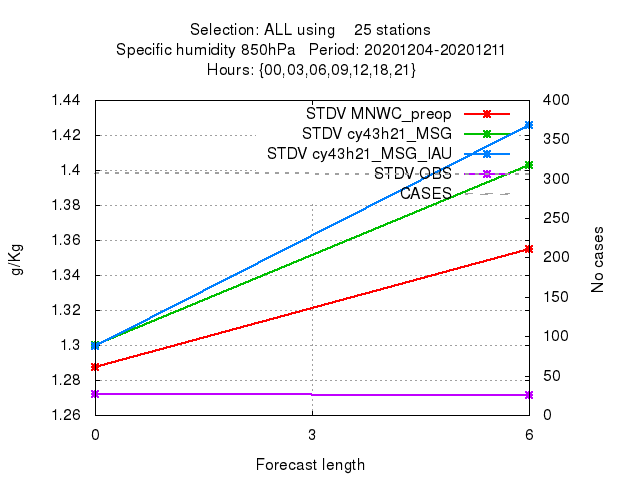 Selection: ALL using    25 stations
Specific humidity 850hPa   Period: 20201204-20201211
Hours: {00,03,06,09,12,18,21}
1.44
1.42
1.4
1.38
1.36
1.34
1.32
1.3
1.28
1.26
g/Kg
STDV MNWC_preop
STDV cy43h21_MSG
STDV cy43h21_MSG_IAU
STDV OBS
CASES
400
350
300
250
200
150
100
50
0
No cases
0 3 6
Forecast length